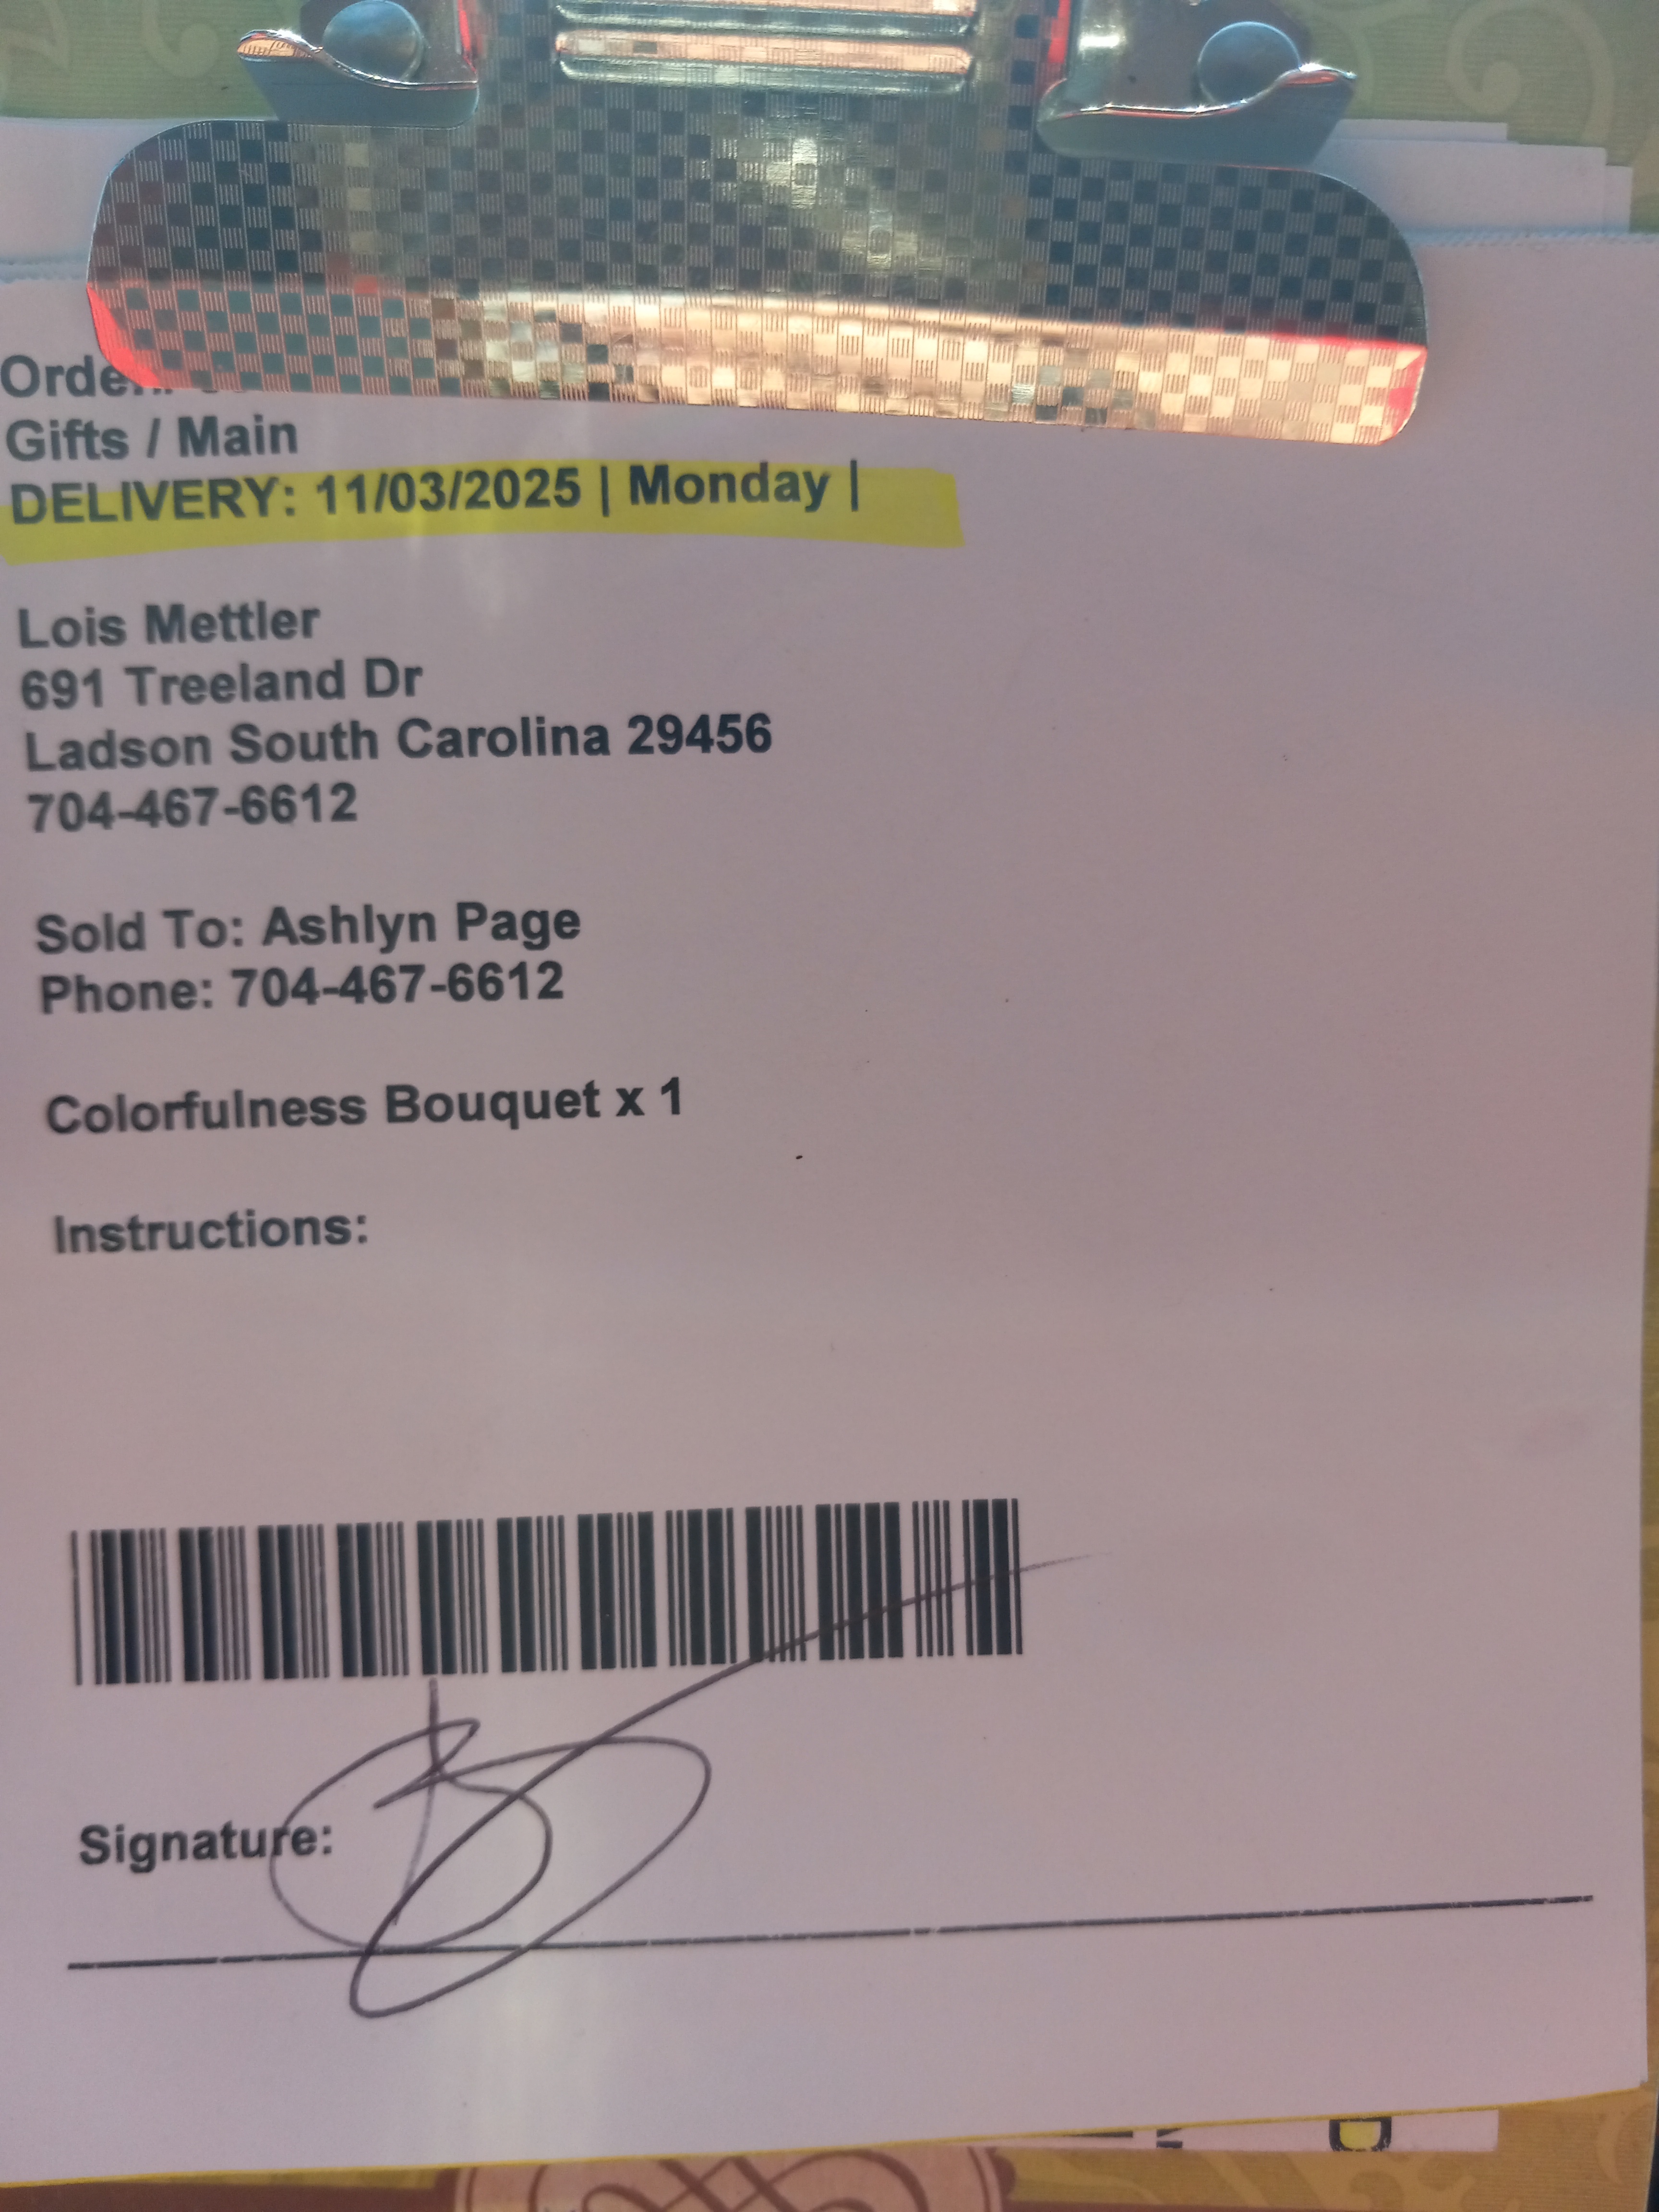 Gifts / Main
DELIVERY: 11/03/2025 | Monday |
Lois Mettler
691 Treeland Dr
Ladson South Carolina 29456
704-467-6612
Sold To: Ashlyn Page
Phone: 704-467-6612
Colorfulness Bouquet x 1
Instructions:
Signature:
D